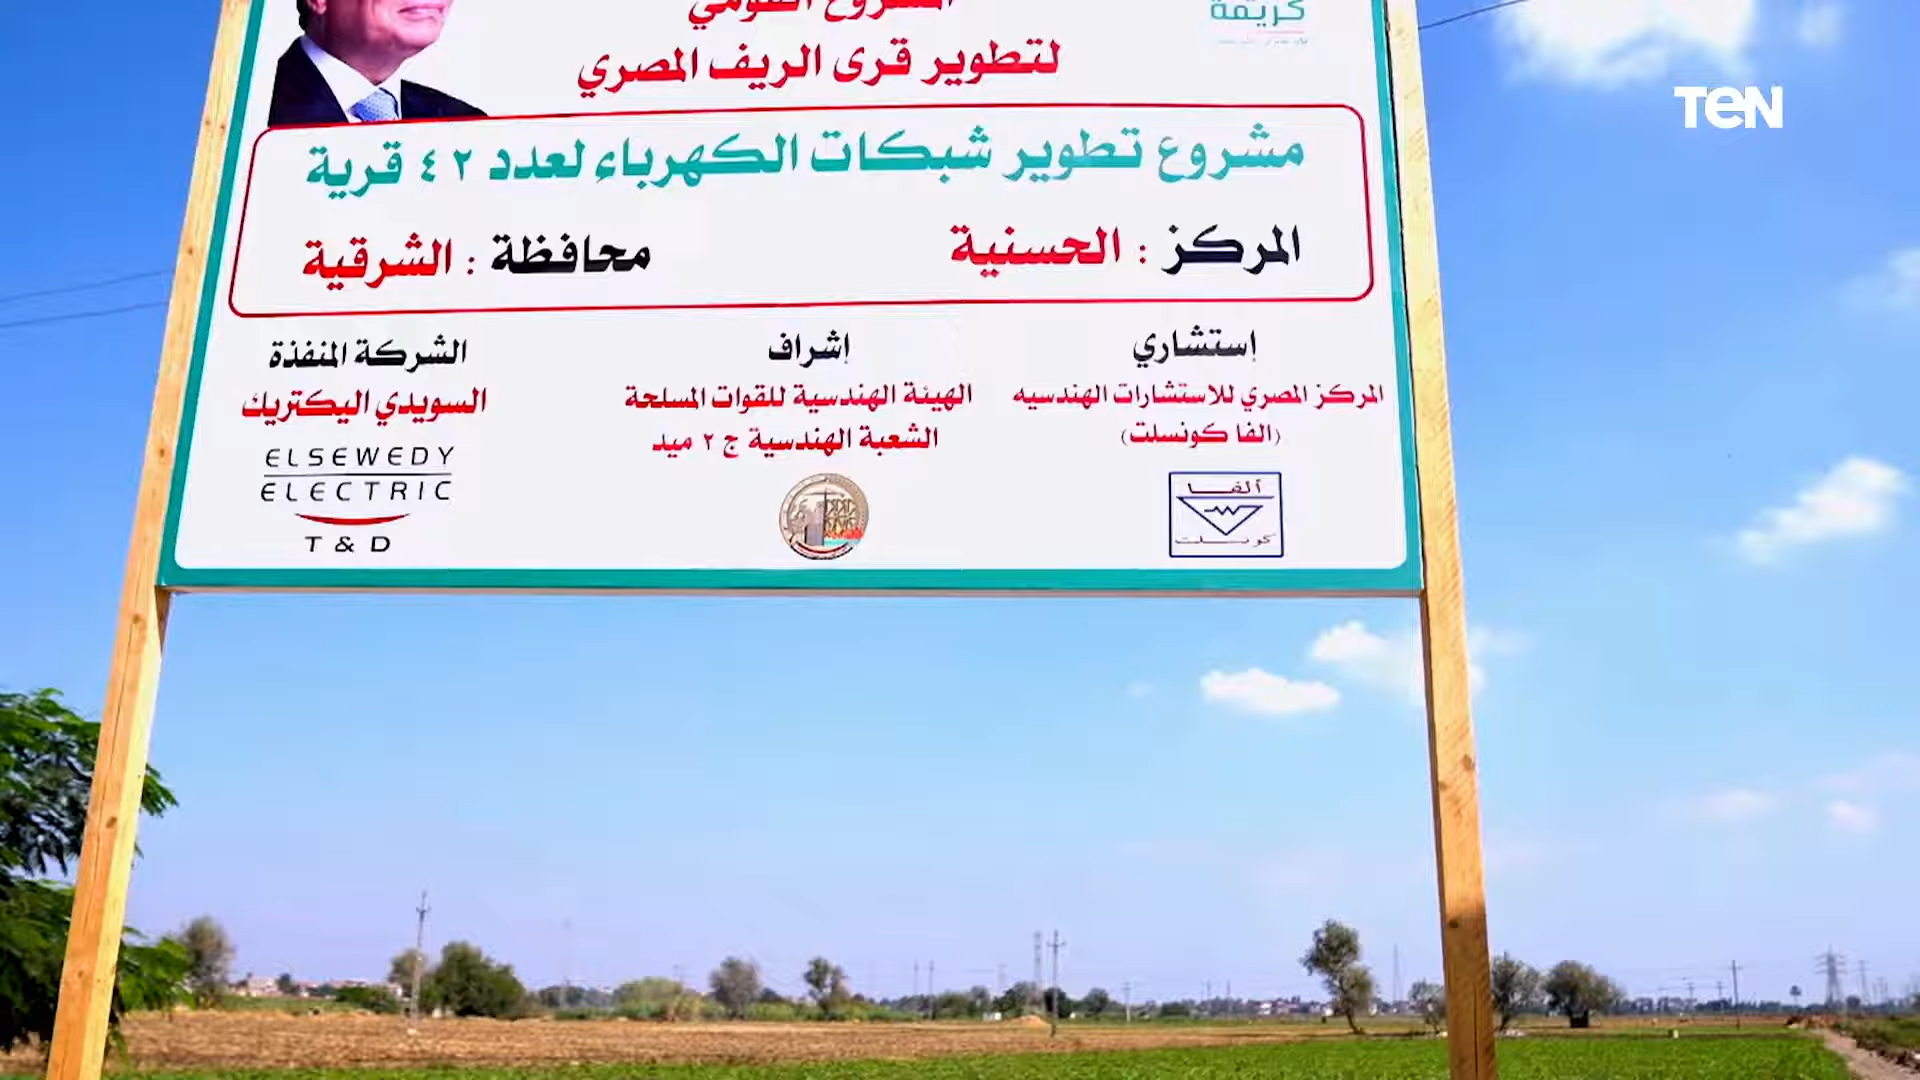 المشروع القومي
كريمة
لتطوير قرى الريف المصري
TEN
مشروع تطوير شبكات الكهرباء لعدد ٤٢ قرية
المركز : الحسنية
محافظة : الشرقية
إستشاري
المركز المصري للاستشارات الهندسيه
(الفا كونسلت)
ألفا
كونسلت
إشراف
الهيئة الهندسية للقوات المسلحة
الشعبة الهندسية ج ٢ ميد
الشركة المنفذة
السويدي اليكتريك
ELSEWEDY
ELECTRIC
T & D